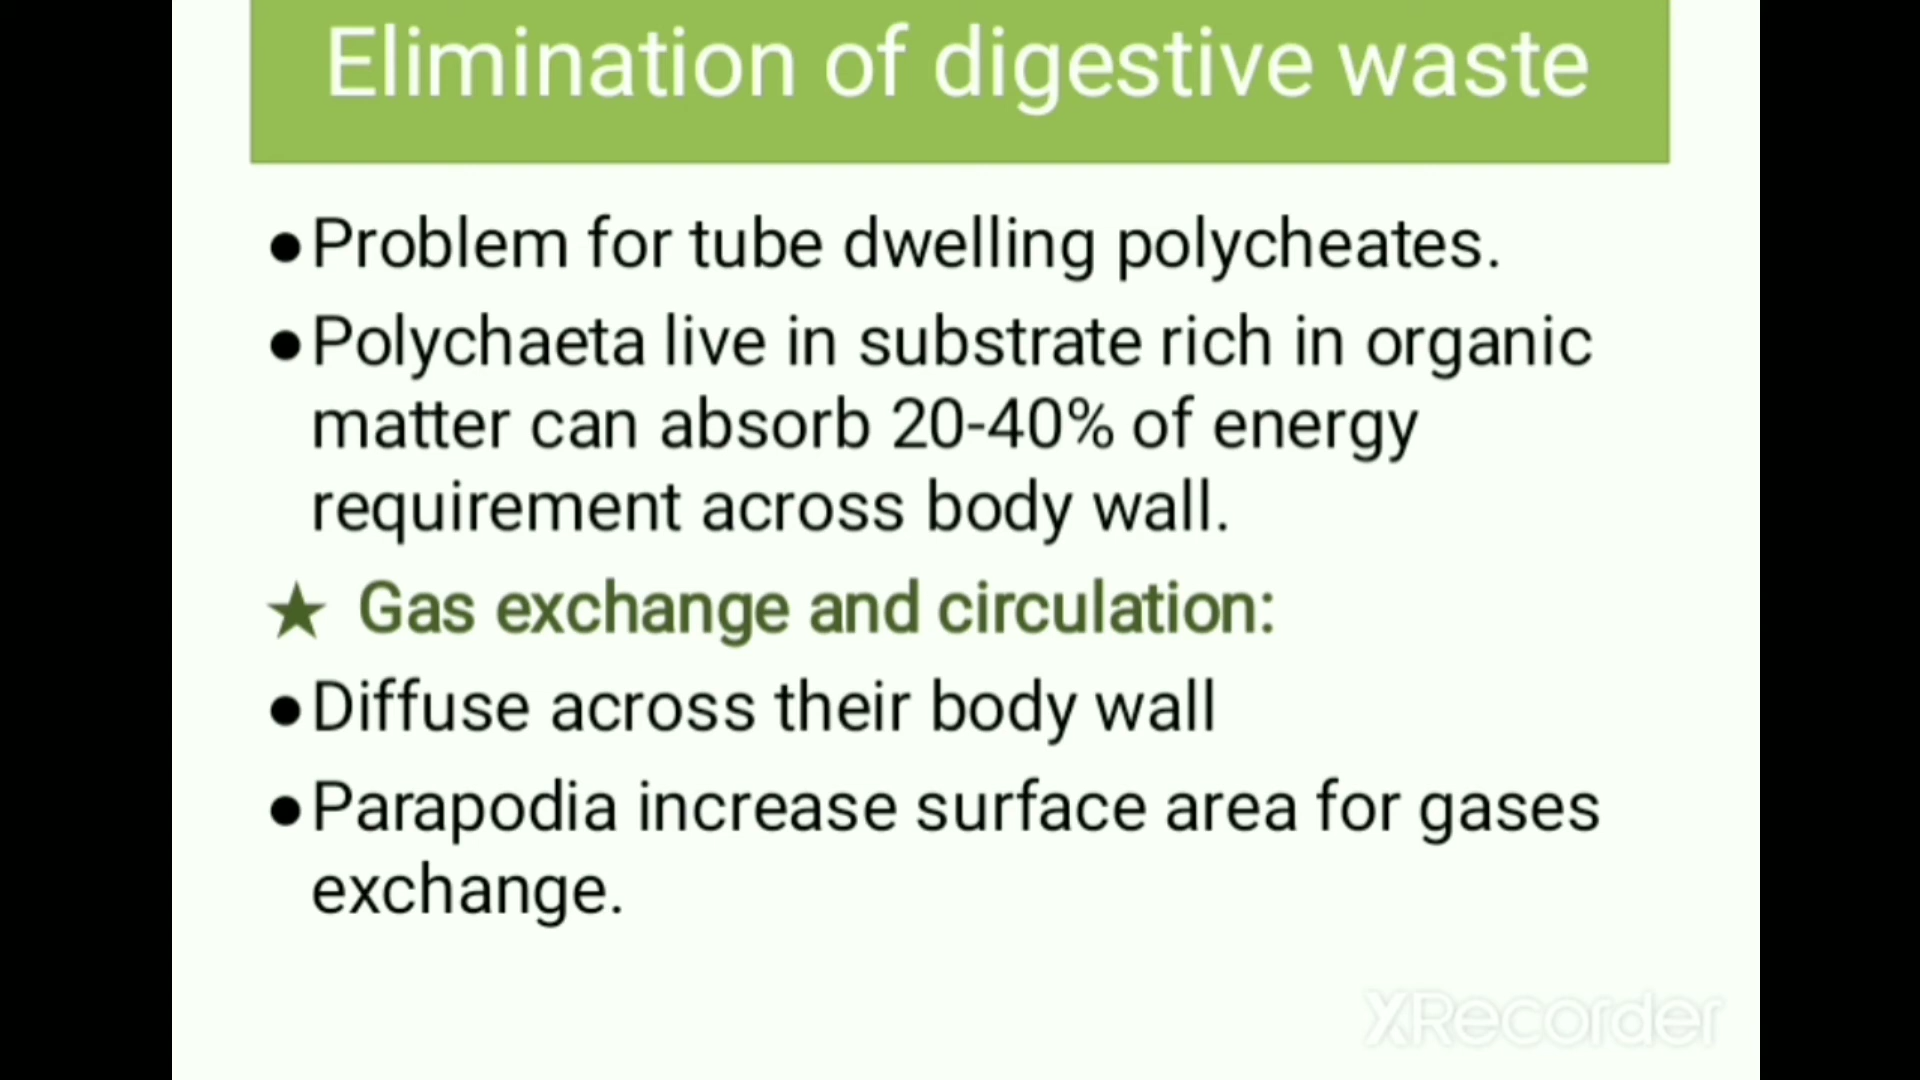 Elimination of digestive waste
●Problem for tube dwelling polycheates.
●Polychaeta live in substrate rich in organic
matter can absorb 20-40% of energy
requirement across body wall.
★ Gas exchange and circulation:
●Diffuse across their body wall
●Parapodia increase surface area for gases
exchange.
XRecorder